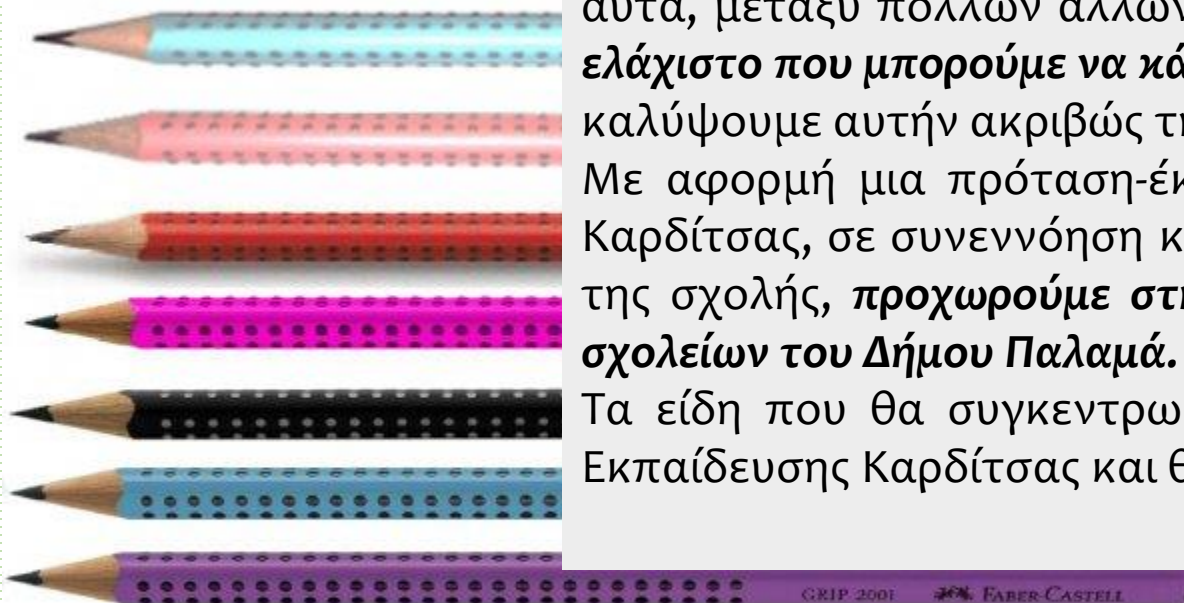 αυτά, μεταξύ πολλών άλλων
ελάχιστο που μπορούμε να κά
καλύψουμε αυτήν ακριβώς τη
Με αφορμή μια πρόταση-έκ
Καρδίτσας, σε συνεννόηση κ
της σχολής, προχωρούμε στη
σχολείων του Δήμου Παλαμά.
Τα είδη που θα συγκεντρω
Εκπαίδευσης Καρδίτσας και θ
GRIP 2001 FABER-CASTELL